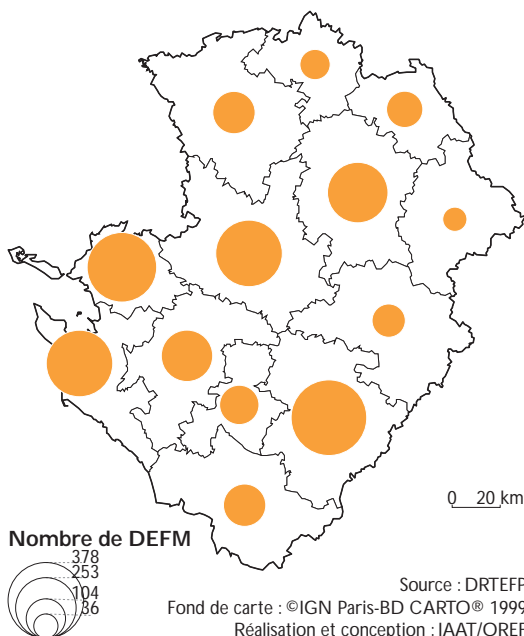 0 20 km
Nombre de DEFM
378
253
104
36
Source : DRTEFP
Fond de carte : ©IGN Paris-BD CARTO® 1999
Réalisation et conception : IAAT/OREF